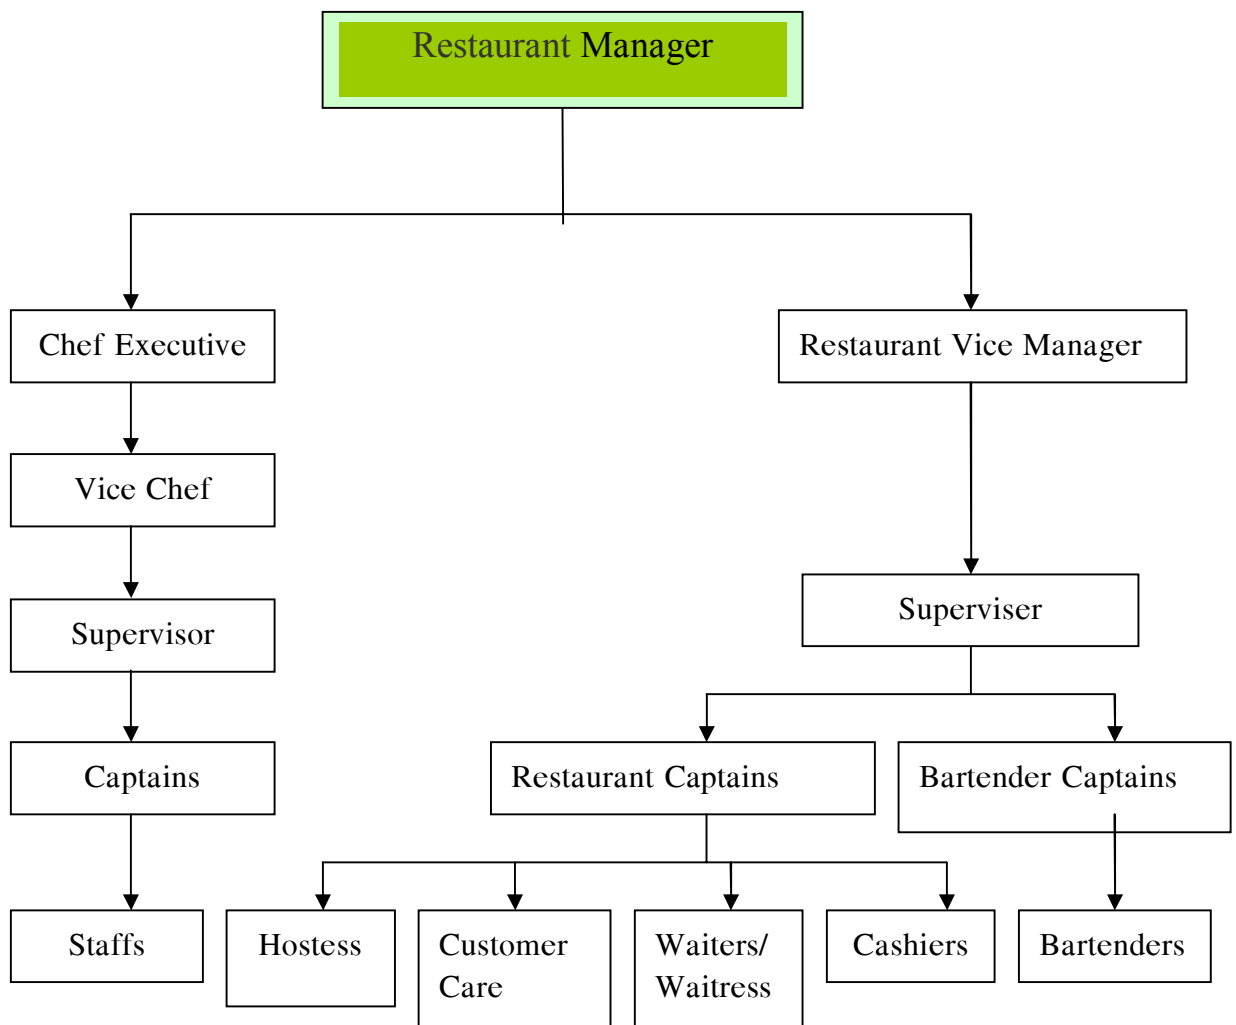 Restaurant Manager
Chef Executive
Restaurant Vice Manager
Vice Chef
Superviser
Supervisor
Captains
Restaurant Captains
Bartender Captains
Staffs
Hostess
Customer
Care
Waiters/
Waitress
Cashiers
Bartenders